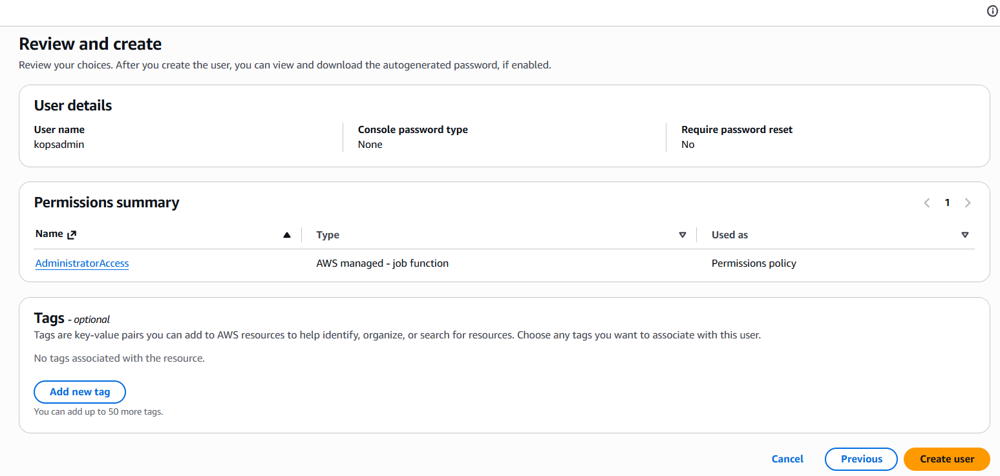 Review and create
Review your choices. After you create the user, you can view and download the autogenerated password, if enabled.
User details
User name
kopsadmin
Console password type
None
Require password reset
No
Permissions summary
1
Name
Type
Used as
AdministratorAccess
AWS managed - job function
Permissions policy
Tags - optional
Tags are key-value pairs you can add to AWS resources to help identify, organize, or search for resources. Choose any tags you want to associate with this user.
No tags associated with the resource.
Add new tag
You can add up to 50 more tags.
Cancel
Previous
Create user